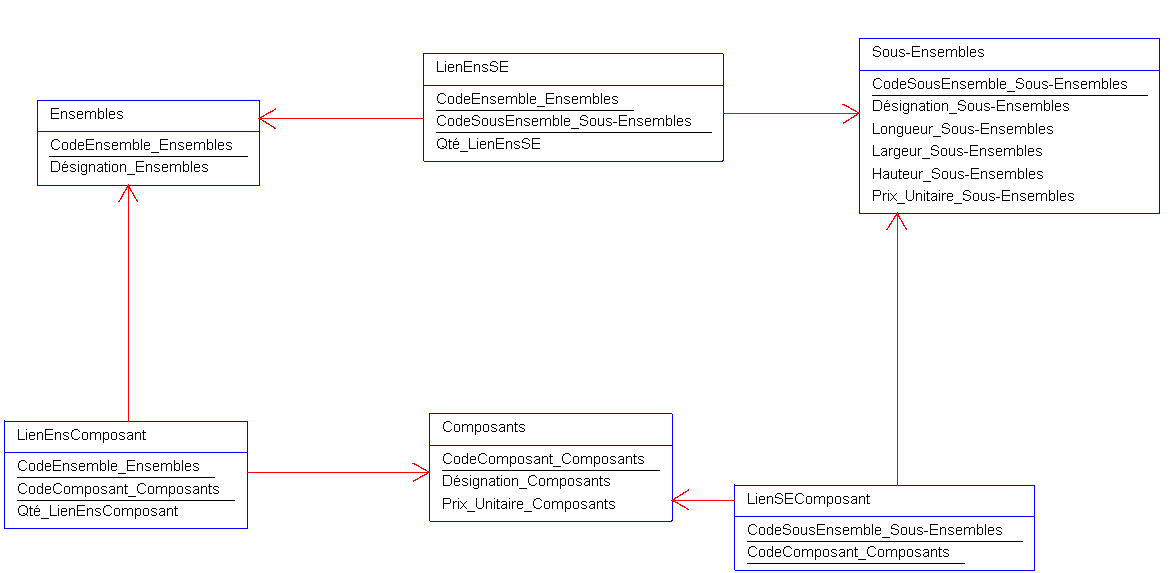 LienEnsSE
CodeEnsemble_Ensembles
CodeSousEnsemble_Sous-Ensembles
Qté_LienEnsSE
Sous-Ensembles
CodeSousEnsemble_Sous-Ensembles
Désignation_Sous-Ensembles
Longueur_Sous-Ensembles
Largeur_Sous-Ensembles
Hauteur_Sous-Ensembles
Prix_Unitaire_Sous-Ensembles
Ensembles
CodeEnsemble_Ensembles
Désignation_Ensembles
LienEnsComposant
CodeEnsemble_Ensembles
CodeComposant_Composants
Qté_LienEnsComposant
Composants
CodeComposant_Composants
Désignation_Composants
Prix_Unitaire_Composants
LienSEComposant
CodeSousEnsemble_Sous-Ensembles
CodeComposant_Composants